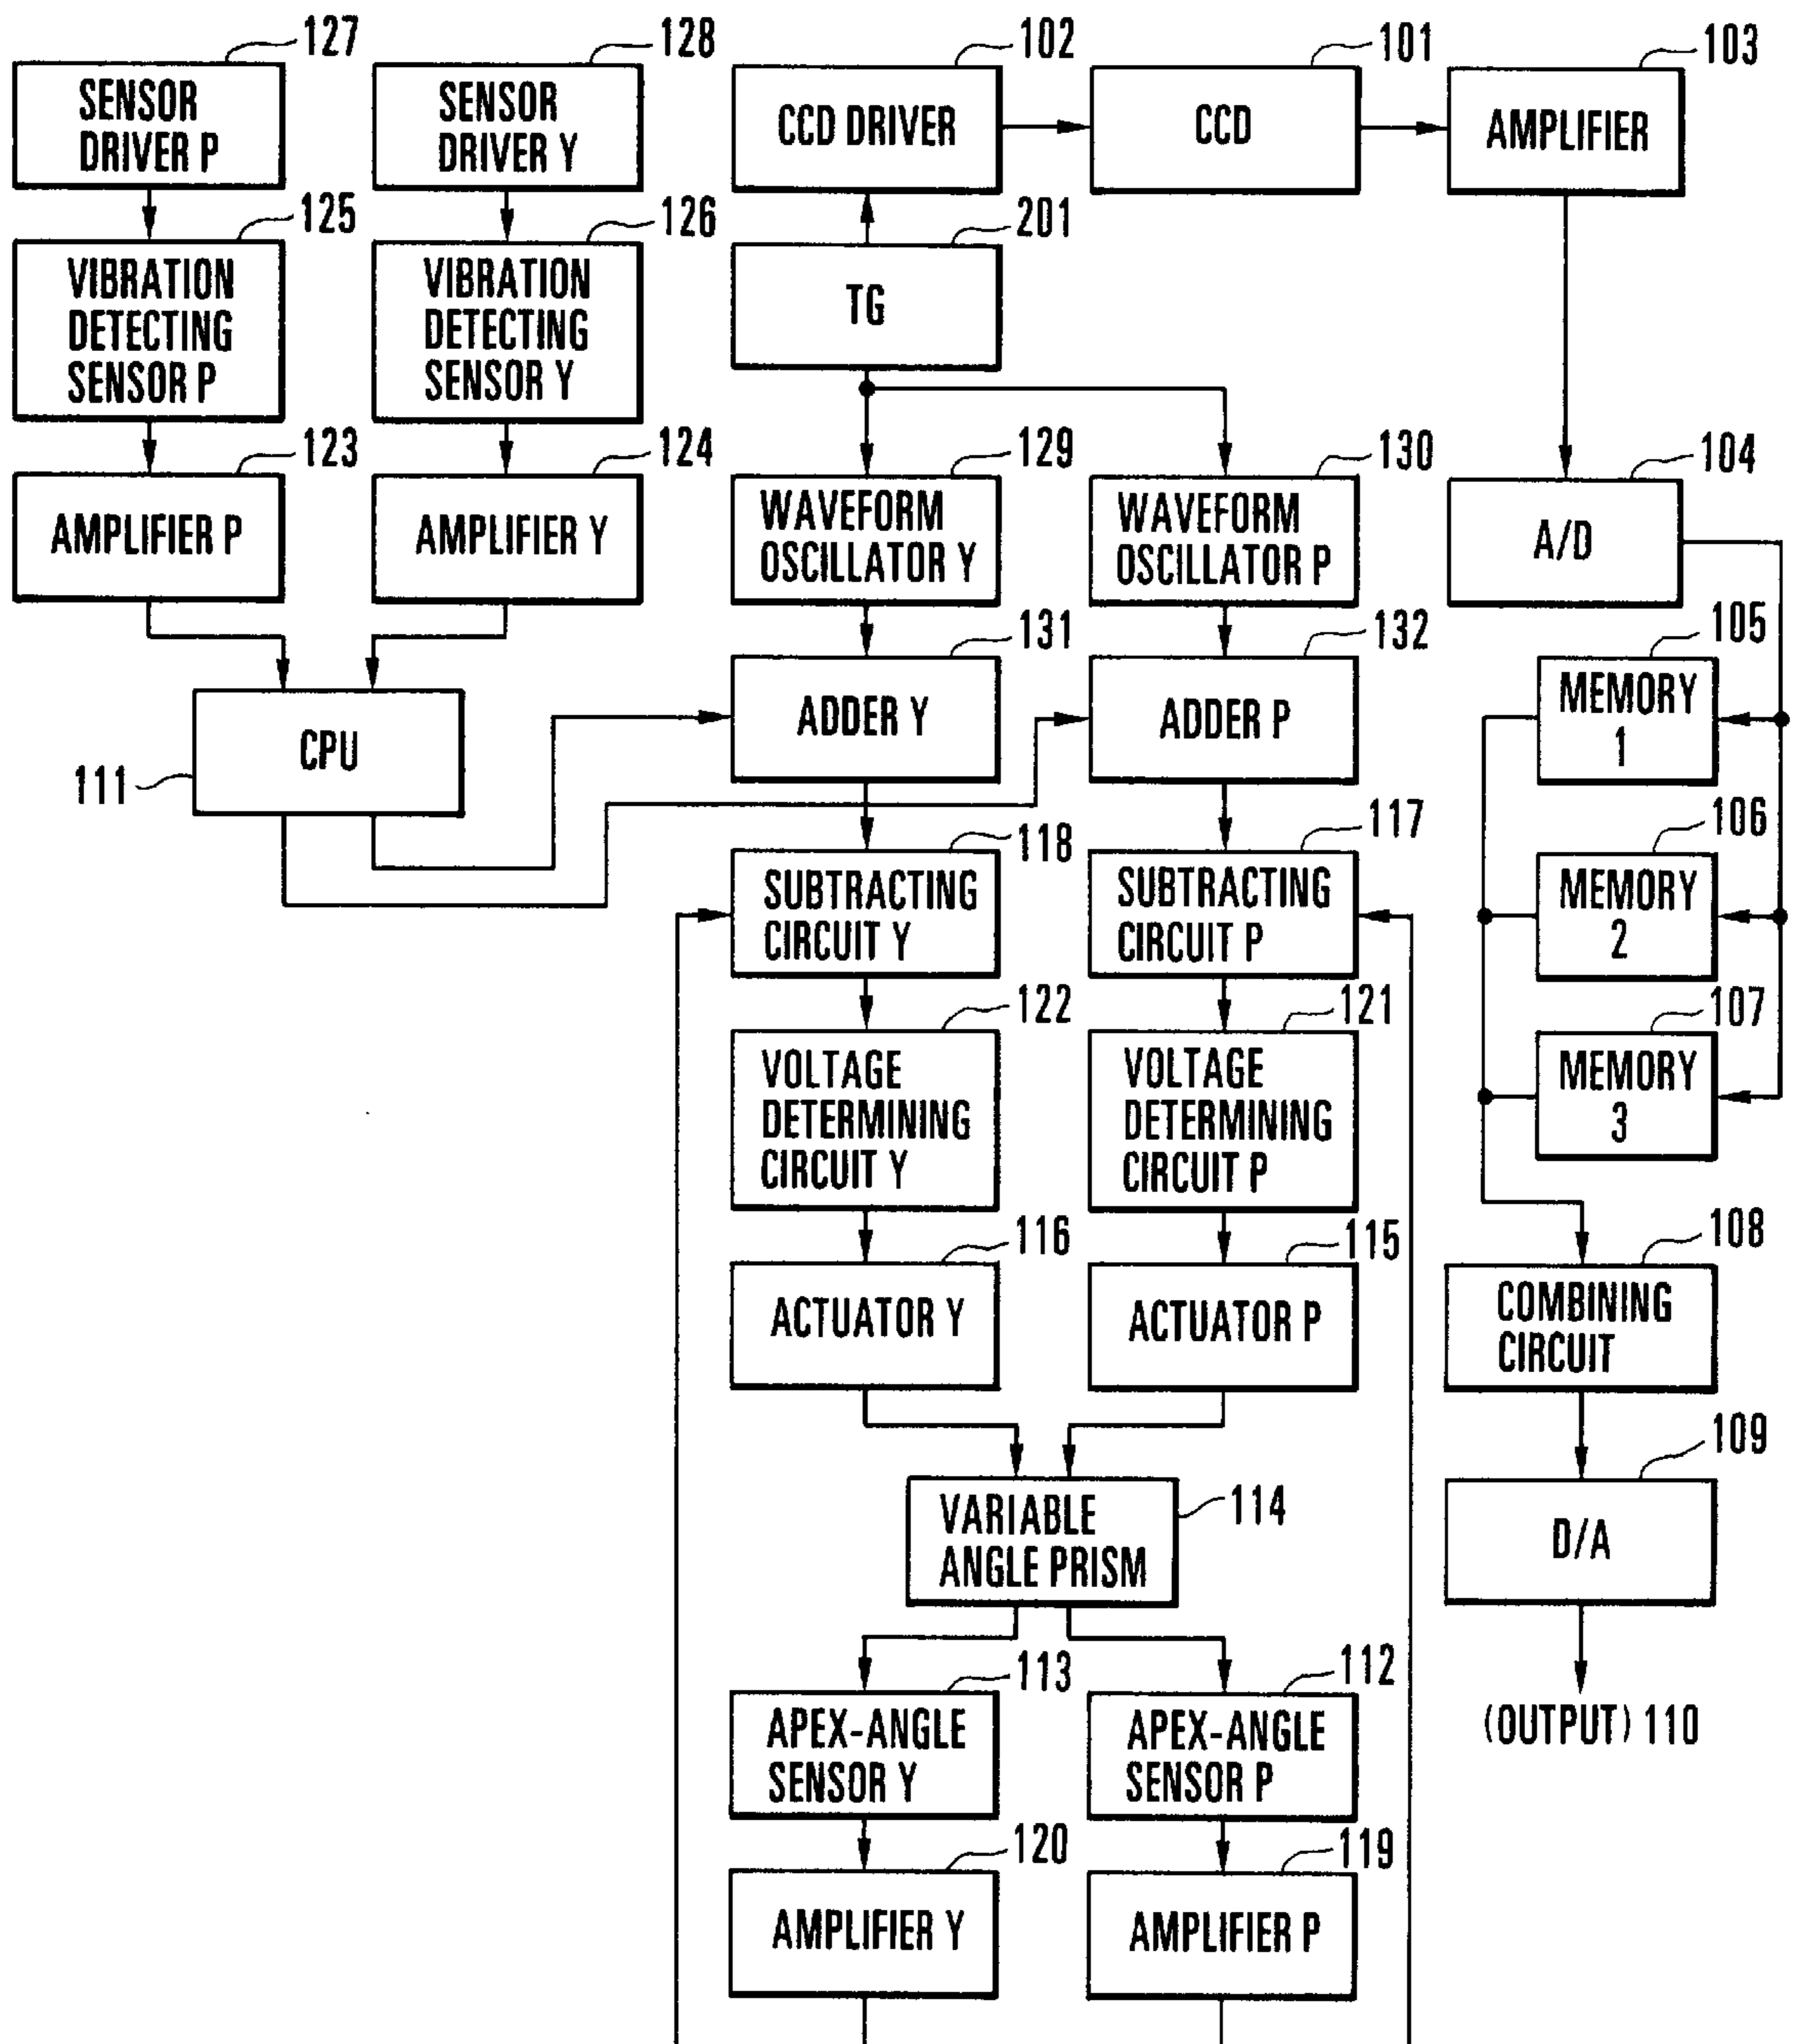 127
128
102
101
103
SENSOR
DRIVER P
SENSOR
DRIVER Y
CCD DRIVER
CCD
AMPLIFIER
125
126
201
VIBRATION
DETECTING
SENSOR P
VIBRATION
DETECTING
SENSOR Y
TG
123
124
129
130
104
AMPLIFIER P
AMPLIFIER Y
WAVEFORM
OSCILLATOR Y
WAVEFORM
OSCILLATOR P
A/D
131
132
105
111
CPU
ADDER Y
ADDER P
MEMORY
1
118
117
106
SUBTRACTING
CIRCUIT Y
SUBTRACTING
CIRCUIT P
MEMORY
2
122
121
107
VOLTAGE
DETERMINING
CIRCUIT Y
VOLTAGE
DETERMINING
CIRCUIT P
MEMORY
3
116
115
108
ACTUATOR Y
ACTUATOR P
COMBINING
CIRCUIT
109
VARIABLE
ANGLE PRISM
114
D/A
113
112
APEX-ANGLE
SENSOR Y
APEX-ANGLE
SENSOR P
(OUTPUT) 110
120
119
AMPLIFIER Y
AMPLIFIER P